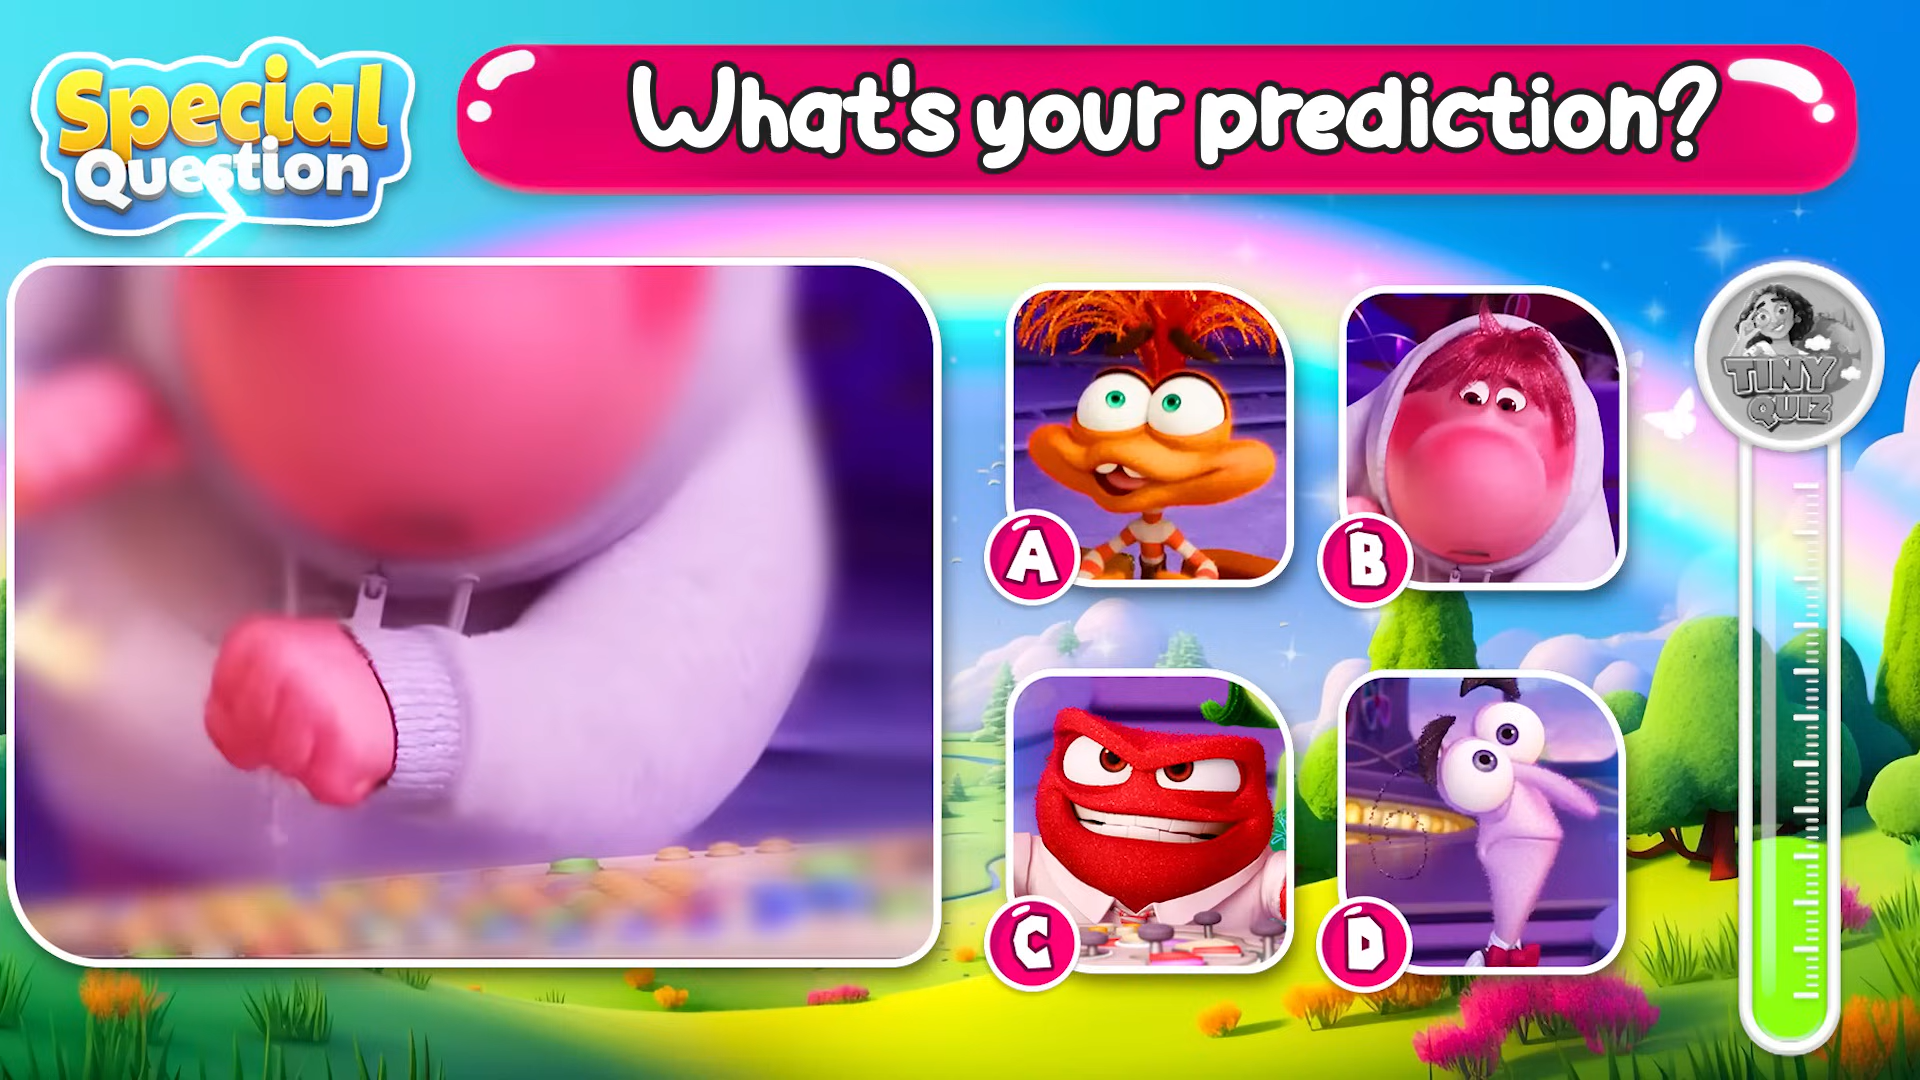 Special
Question
What's your prediction?
A
B
TINY
QUIZ
C
D